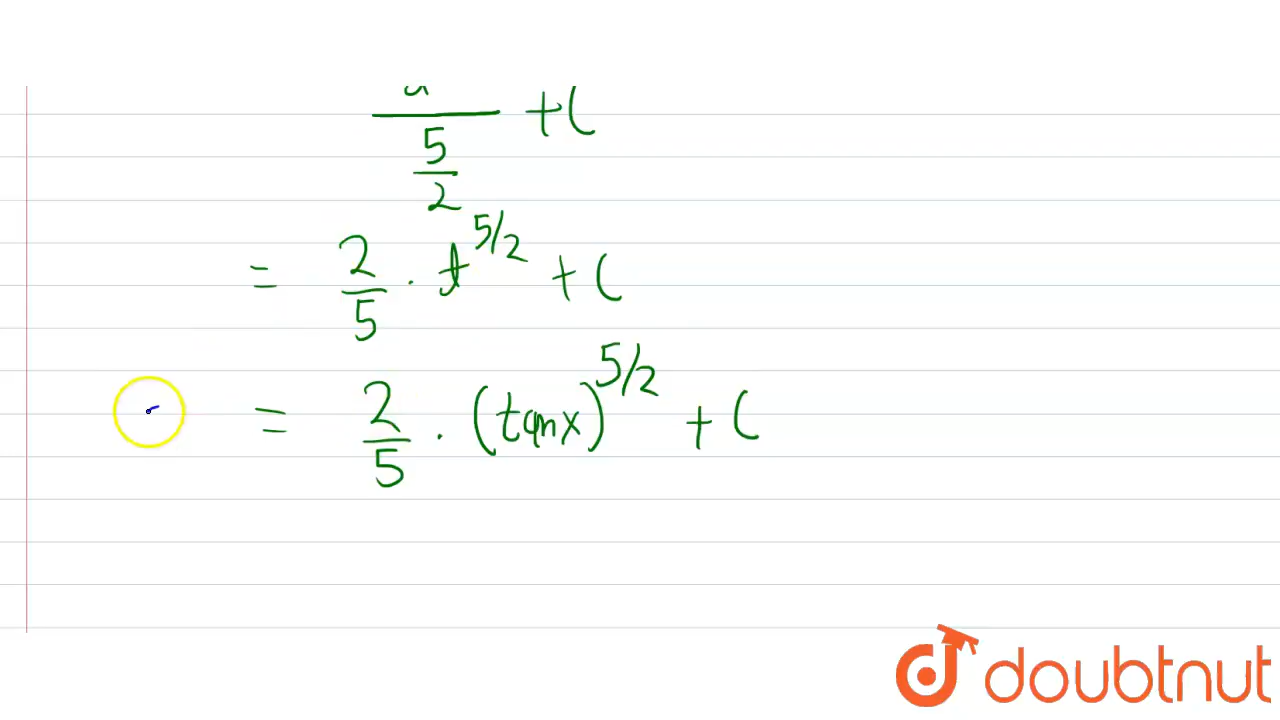 + C
5
2
= 2/5 . t^5/2 + C
= 2/5 . (tanx)^5/2 + C
doubtnut